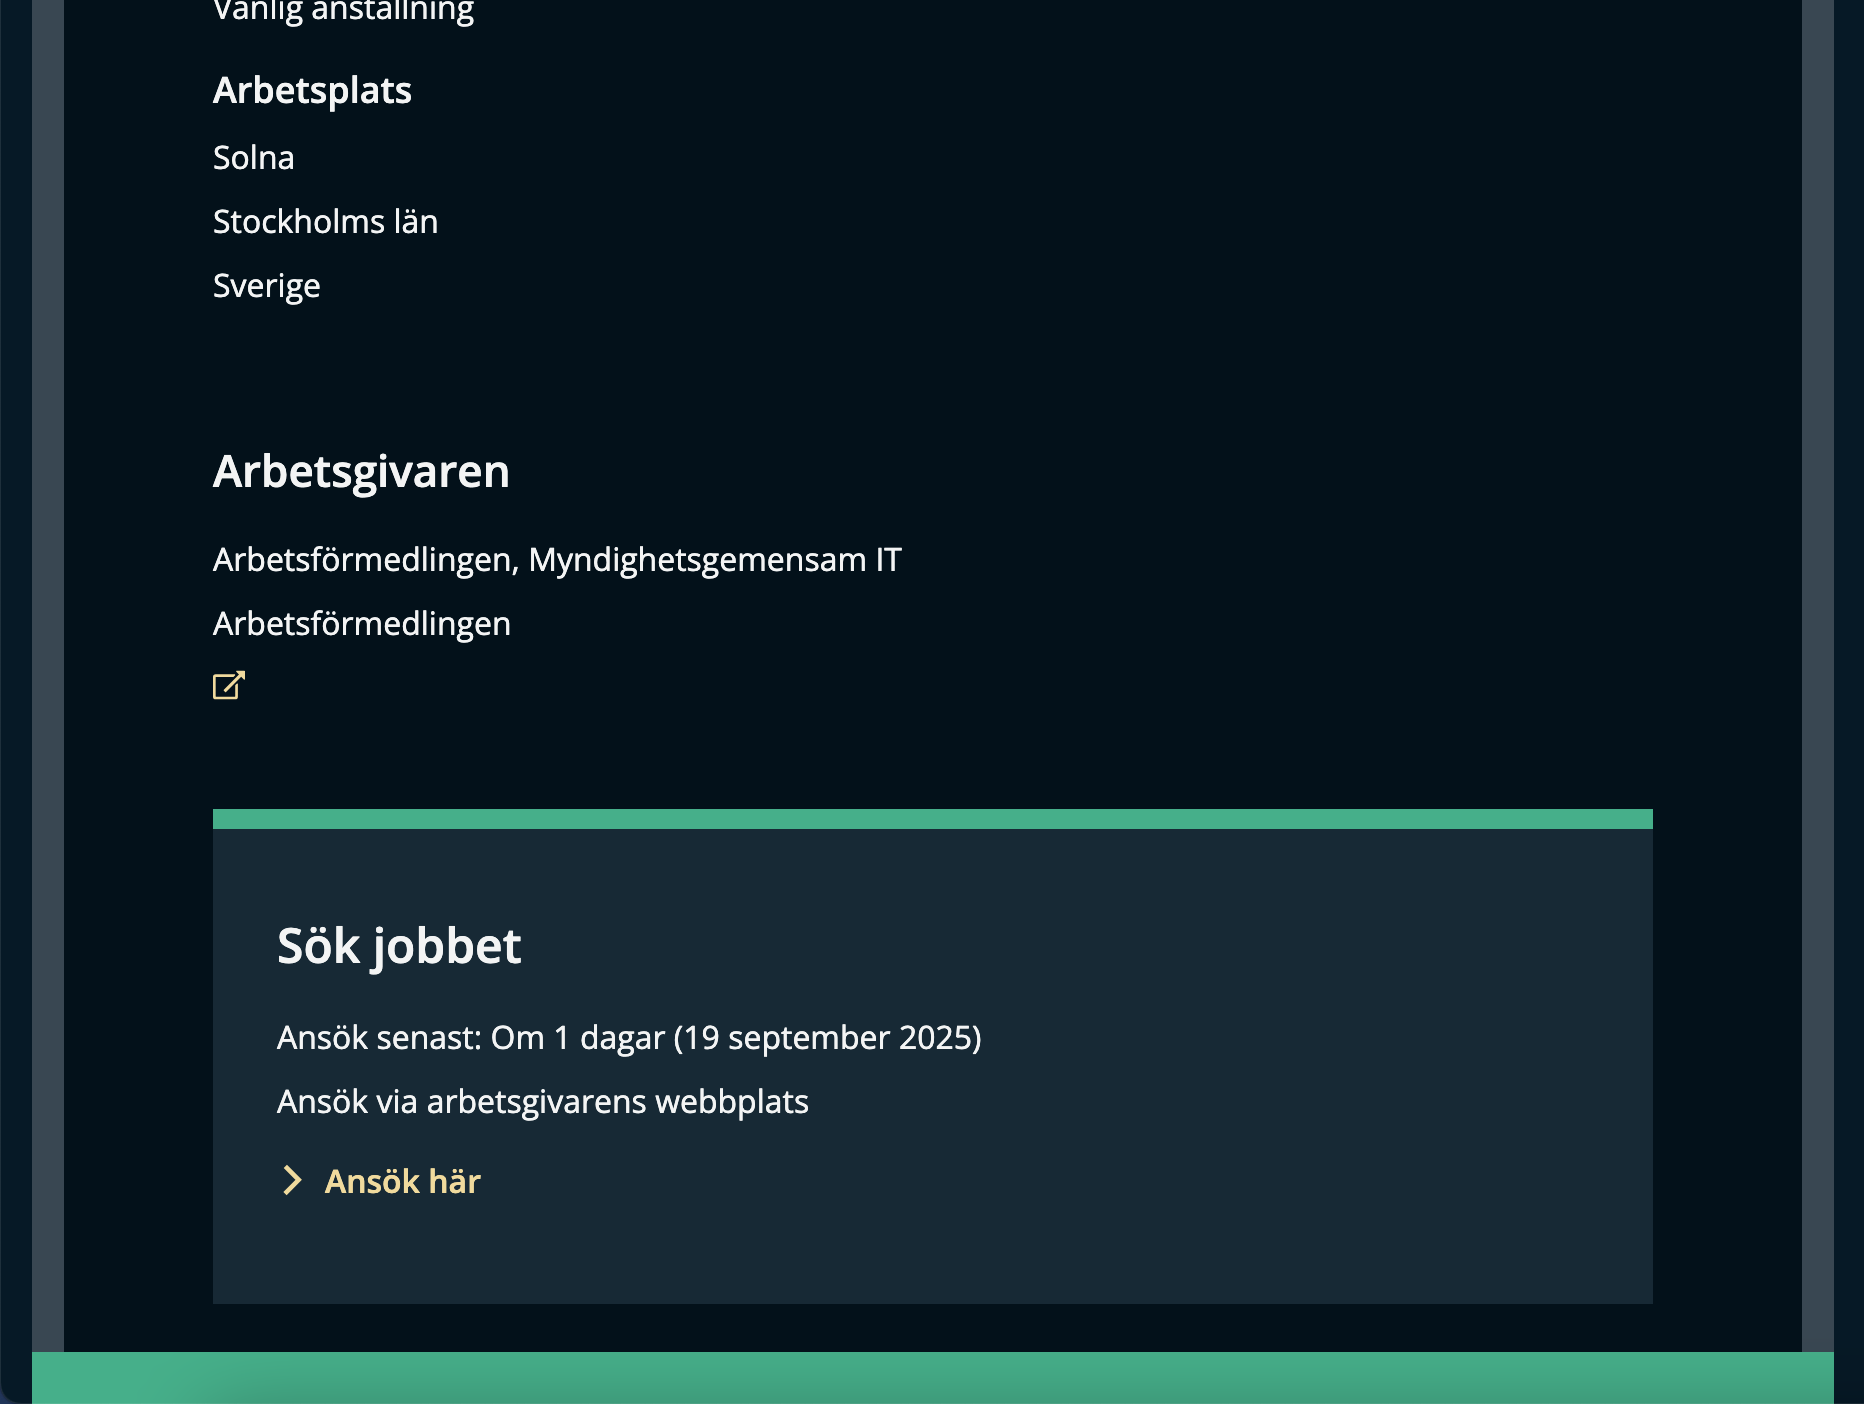 Vanlig anställning
Arbetsplats
Solna
Stockholms län
Sverige
Arbetsgivaren
Arbetsförmedlingen, Myndighetsgemensam IT
Arbetsförmedlingen
Sök jobbet
Ansök senast: Om 1 dagar (19 september 2025)
Ansök via arbetsgivarens webbplats
Ansök här